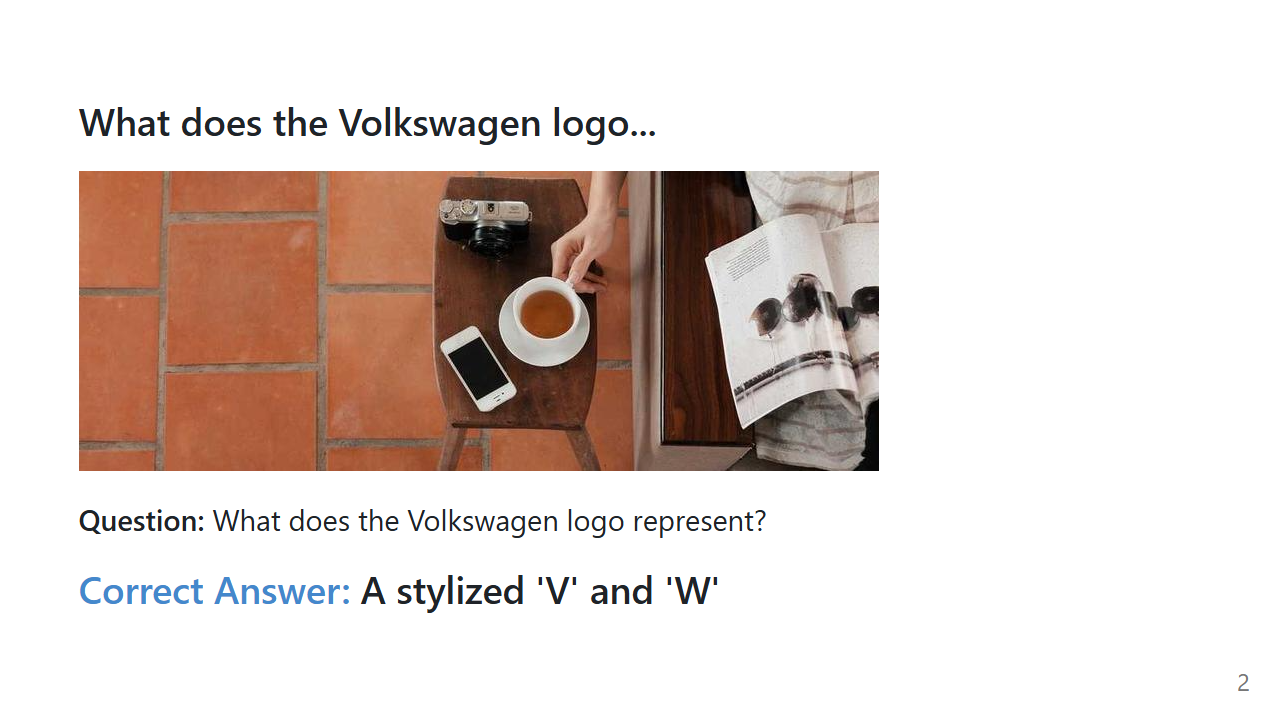 What does the Volkswagen logo...
Question: What does the Volkswagen logo represent?
Correct Answer: A stylized 'V' and 'W'
2